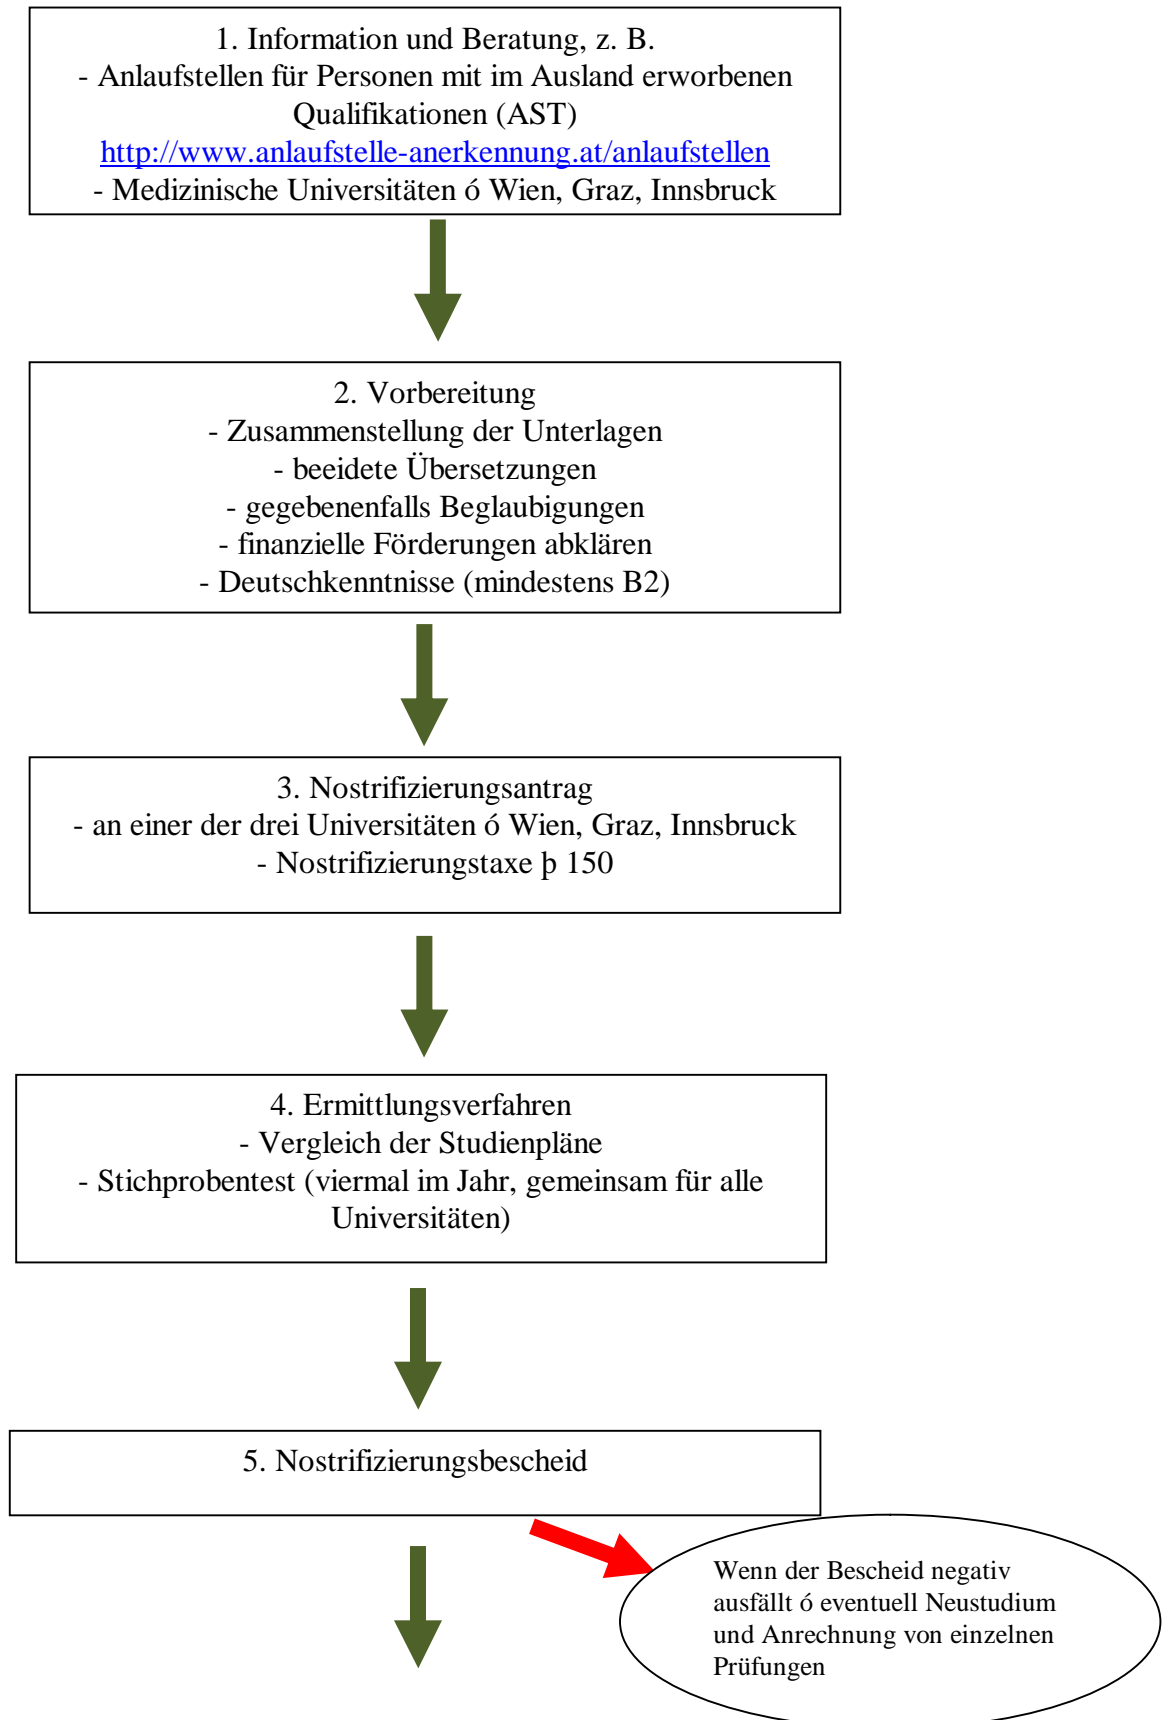 1. Information und Beratung, z. B.
- Anlaufstellen für Personen mit im Ausland erworbenen
Qualifikationen (AST)
http://www.anlaufstelle-anerkennung.at/anlaufstellen
- Medizinische Universitäten ó Wien, Graz, Innsbruck
2. Vorbereitung
- Zusammenstellung der Unterlagen
- beeidete Übersetzungen
- gegebenenfalls Beglaubigungen
- finanzielle Förderungen abklären
- Deutschkenntnisse (mindestens B2)
3. Nostrifizierungsantrag
- an einer der drei Universitäten ó Wien, Graz, Innsbruck
- Nostrifizierungstaxe þ 150
4. Ermittlungsverfahren
- Vergleich der Studienpläne
- Stichprobentest (viermal im Jahr, gemeinsam für alle
Universitäten)
5. Nostrifizierungsbescheid
Wenn der Bescheid negativ
ausfällt ó eventuell Neustudium
und Anrechnung von einzelnen
Prüfungen